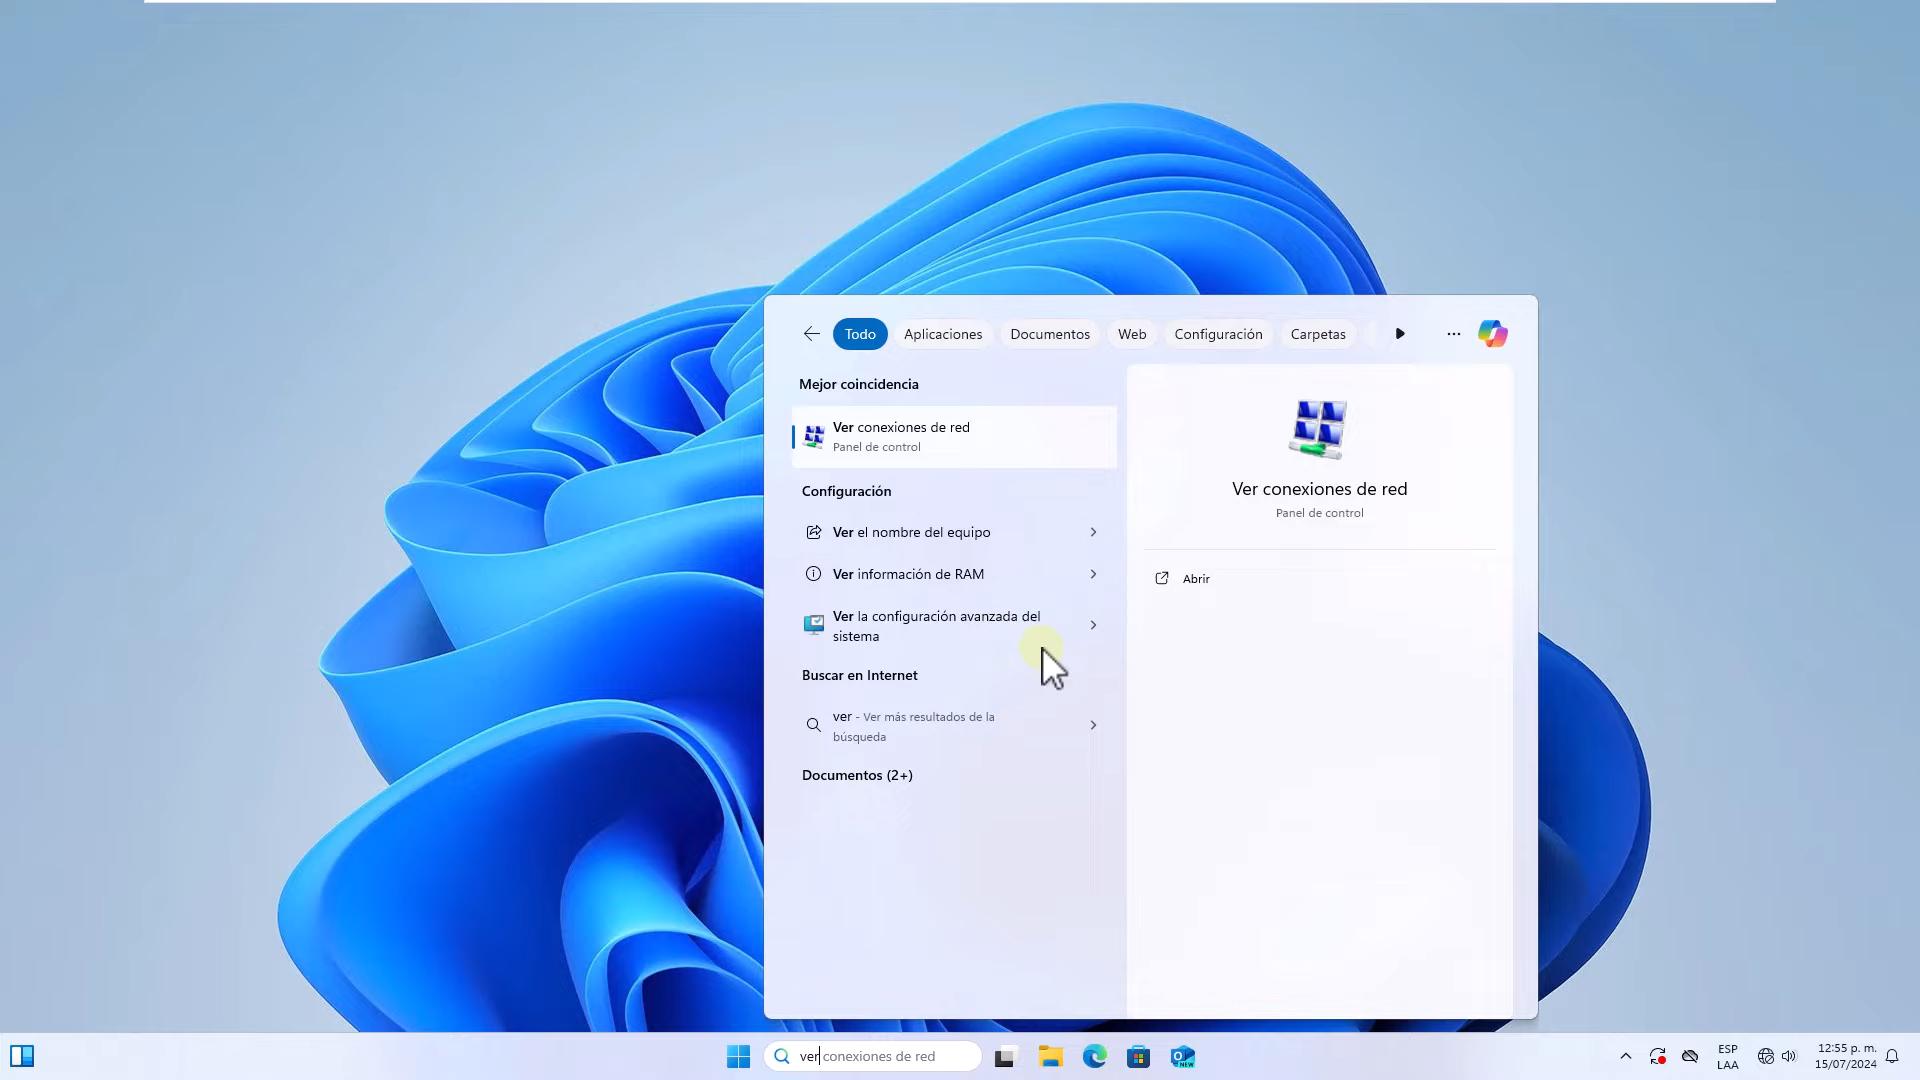 Todo Aplicaciones Documentos Web Configuración Carpetas
Mejor coincidencia
Ver conexiones de red
Panel de control
Configuración
Ver el nombre del equipo
Ver información de RAM
Ver la configuración avanzada del
sistema
Buscar en Internet
ver - Ver más resultados de la
búsqueda
Documentos (2+)
Ver conexiones de red
Panel de control
Abrir
ver conexiones de red
NEW
ESP
LAA
12:55 p. m.
15/07/2024